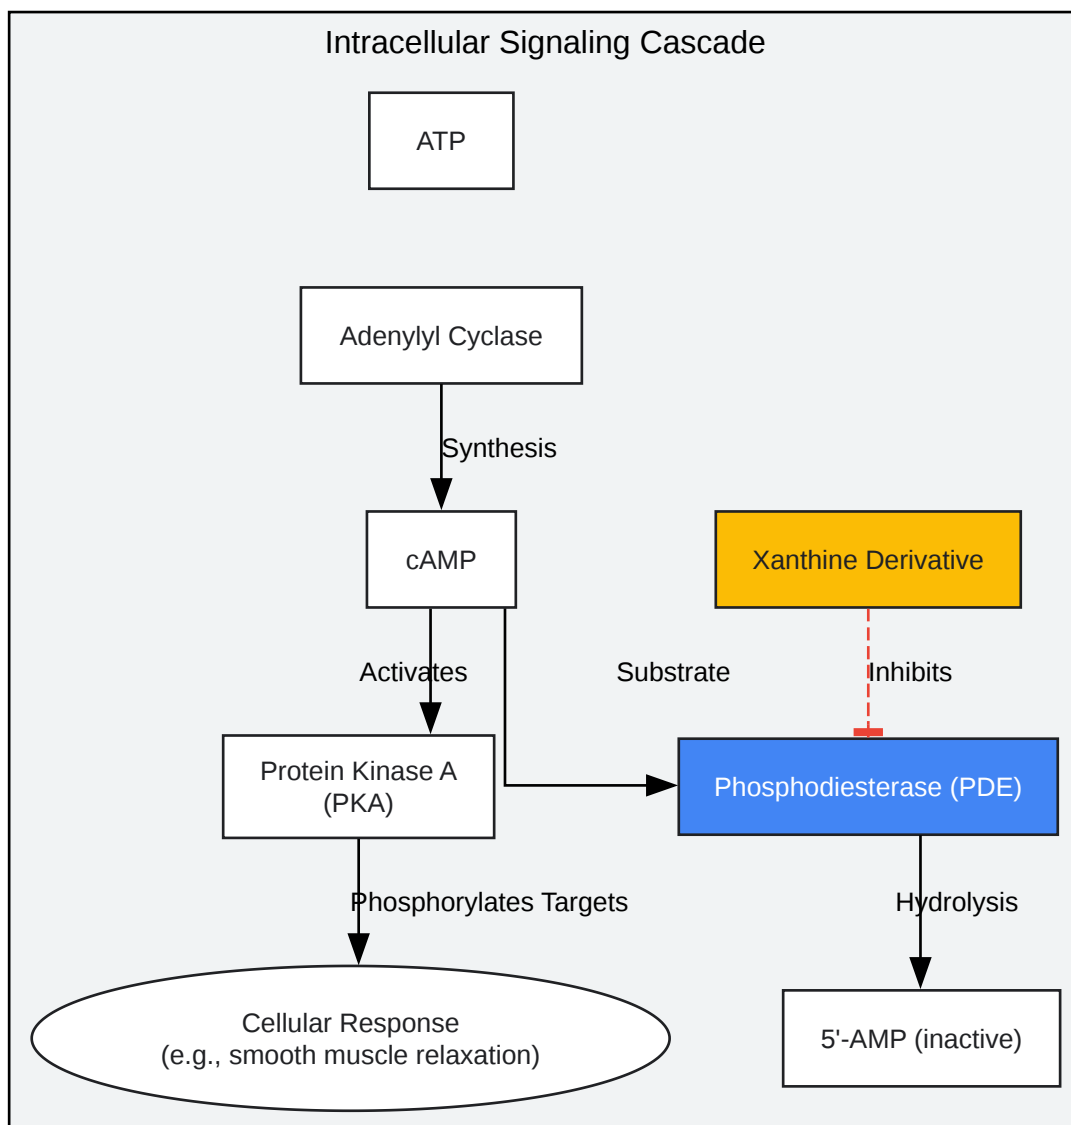 Intracellular Signaling Cascade
ATP
Adenylyl Cyclase
Synthesis
cAMP
Xanthine Derivative
Activates
Substrate
Inhibits
Protein Kinase A
(PKA)
Phosphodiesterase (PDE)
Phosphorylates Targets
Hydrolysis
Cellular Response
(e.g., smooth muscle relaxation)
5'-AMP (inactive)